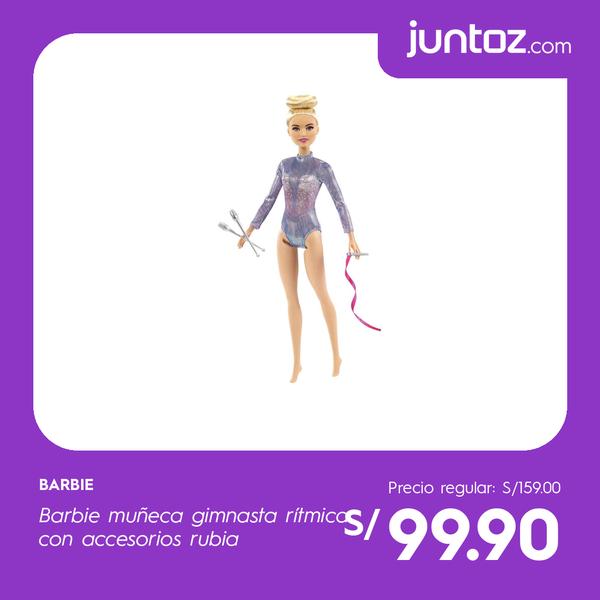 juntoz.com
BARBIE
Precio regular: S/159.00
Barbie muñeca gimnasta rítmica
con accesorios rubia
S/ 99.90